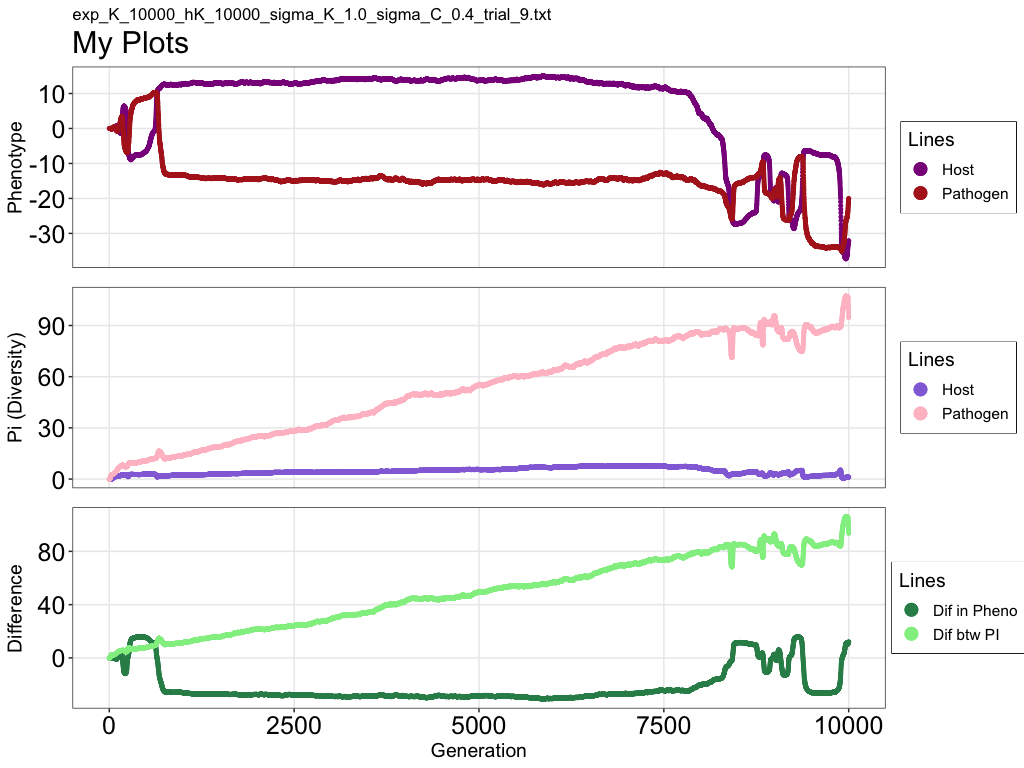 exp_K_10000_hK_10000_sigma_K_1.0_sigma_C_0.4_trial_9.txt
My Plots
Phenotype
10
0
-10
-20
-30
Lines
Host
Pathogen
Pi (Diversity)
90
60
30
0
Lines
Host
Pathogen
Difference
80
40
0
Lines
Dif in Pheno
Dif btw PI
0
2500
5000
7500
10000
Generation